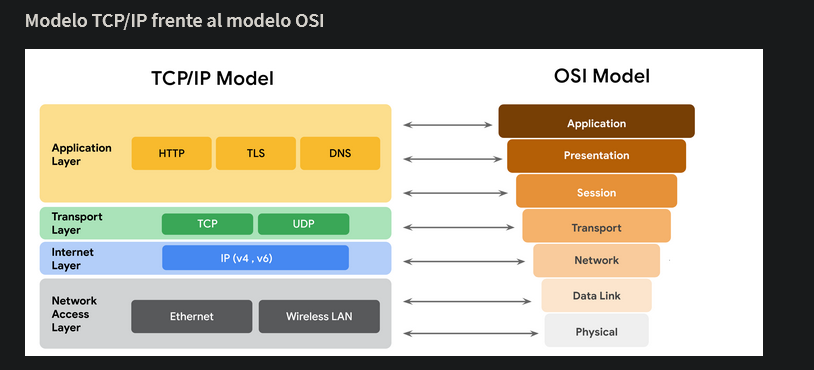 Modelo TCP/IP frente al modelo OSI
TCP/IP Model
OSI Model
Application
Layer
HTTP
TLS
DNS
Transport
Layer
TCP
UDP
Internet
Layer
IP (v4 , v6)
Network
Access
Layer
Ethernet
Wireless LAN
Application
Presentation
Session
Transport
Network
Data Link
Physical